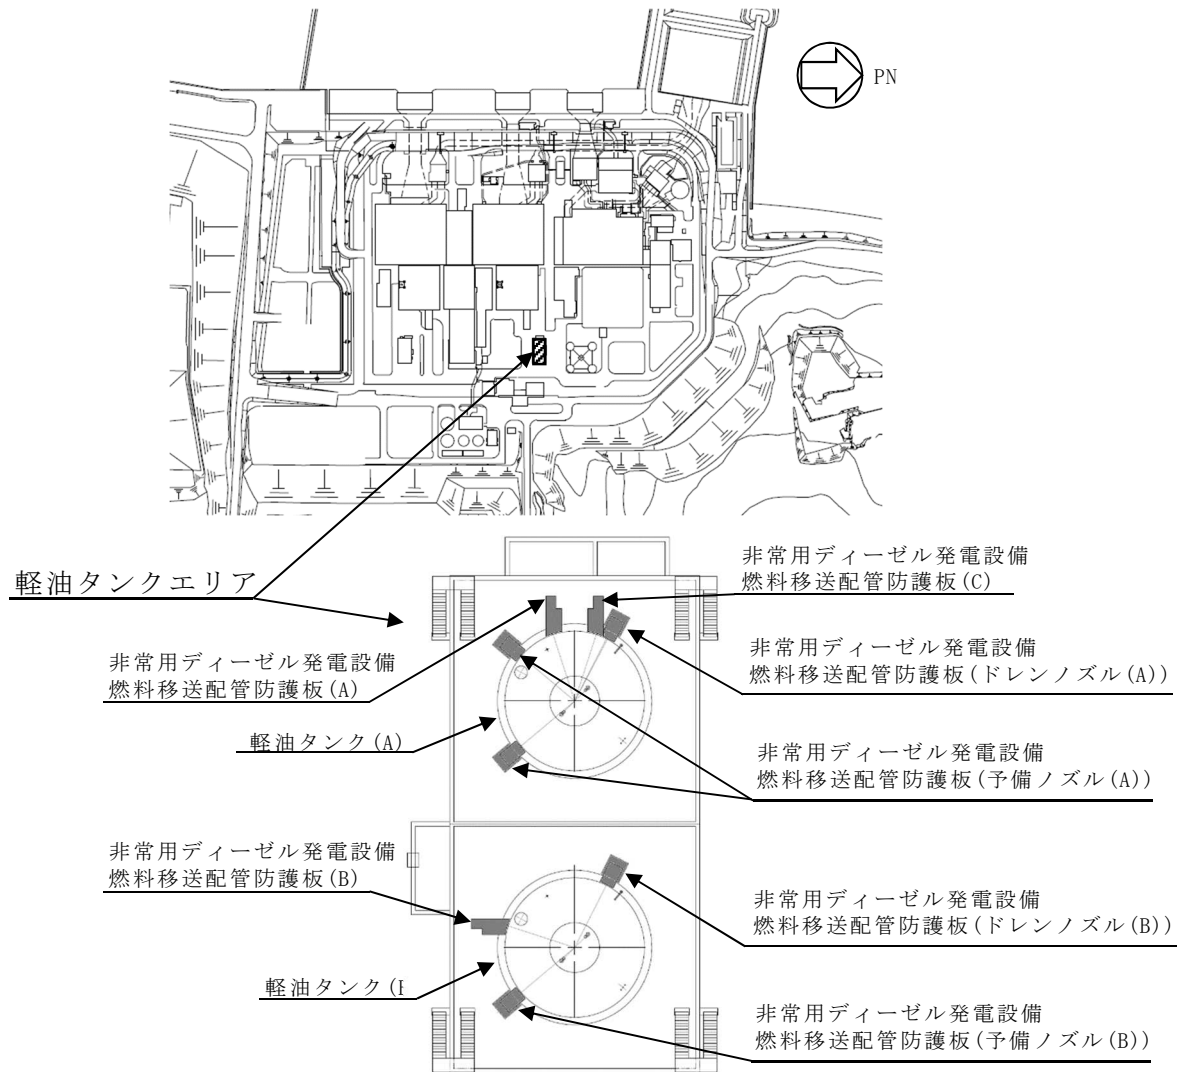 PN
軽油タンクエリア
非常用ディーゼル発電設備
燃料移送配管防護板(C)
非常用ディーゼル発電設備
燃料移送配管防護板(A)
非常用ディーゼル発電設備
燃料移送配管防護板(ドレンノズル(A))
軽油タンク(A)
非常用ディーゼル発電設備
燃料移送配管防護板(予備ノズル(A))
非常用ディーゼル発電設備
燃料移送配管防護板(B)
非常用ディーゼル発電設備
燃料移送配管防護板(ドレンノズル(B))
軽油タンク(
非常用ディーゼル発電設備
燃料移送配管防護板(予備ノズル(B))